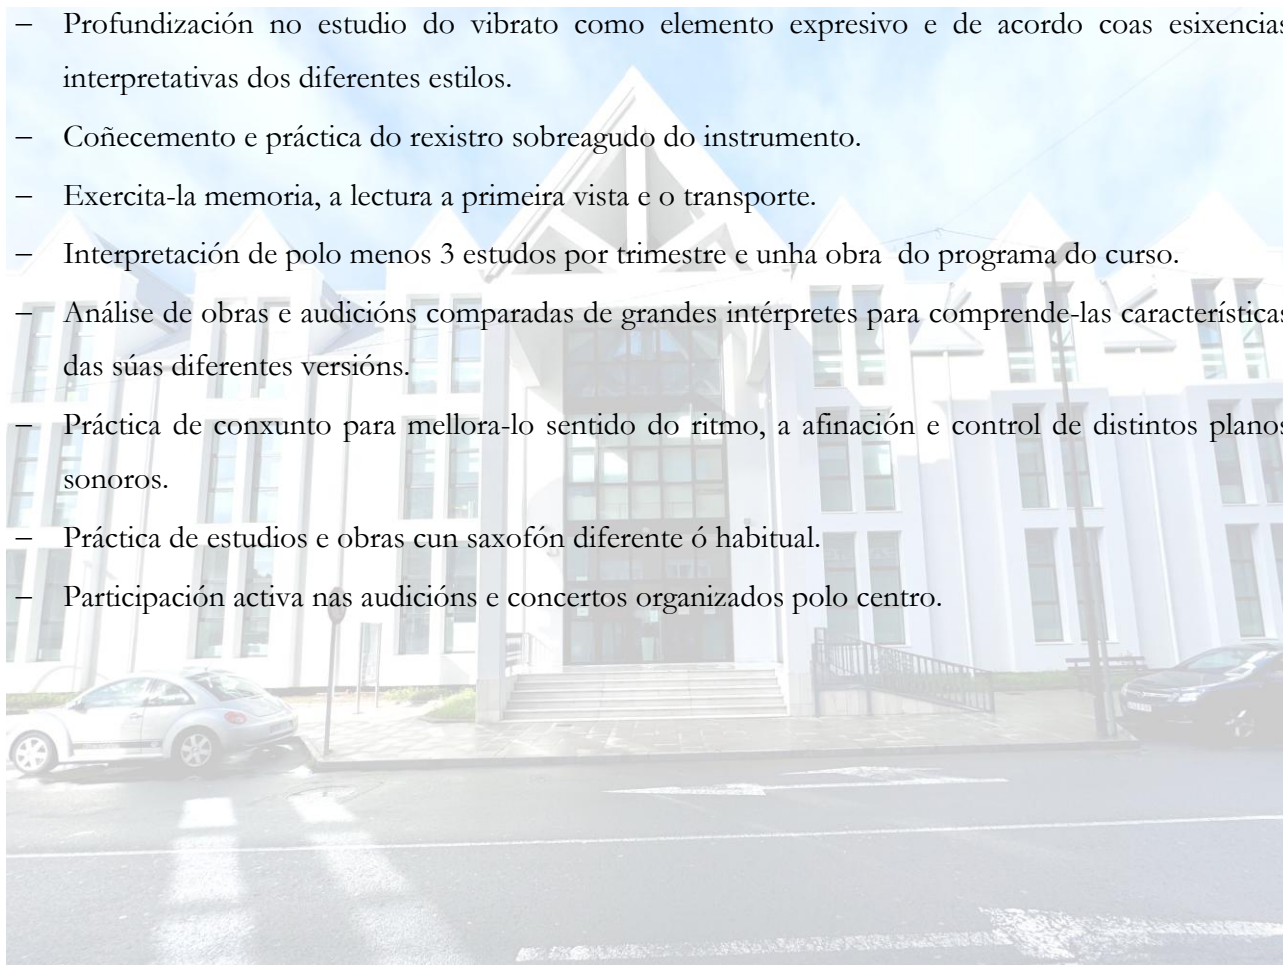 – Profundización no estudio do vibrato como elemento expresivo e de acordo coas esixencias
interpretativas dos diferentes estilos.
– Coñecemento e práctica do rexistro sobreagudo do instrumento.
– Exercita-la memoria, a lectura a primeira vista e o transporte.
– Interpretación de polo menos 3 estudos por trimestre e unha obra do programa do curso.
– Análise de obras e audicións comparadas de grandes intérpretes para comprende-las características
das súas diferentes versións.
– Práctica de conxunto para mellora-lo sentido do ritmo, a afinación e control de distintos planos
sonoros.
– Práctica de estudios e obras cun saxofón diferente ó habitual.
– Participación activa nas audicións e concertos organizados polo centro.